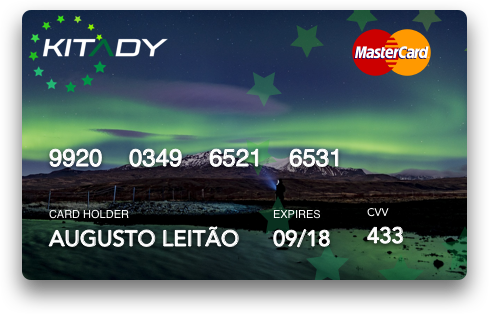 KITADY
MasterCard
9920 0349 6521 6531
CARD HOLDER EXPIRES CVV
AUGUSTO LEITÃO 09/18 433